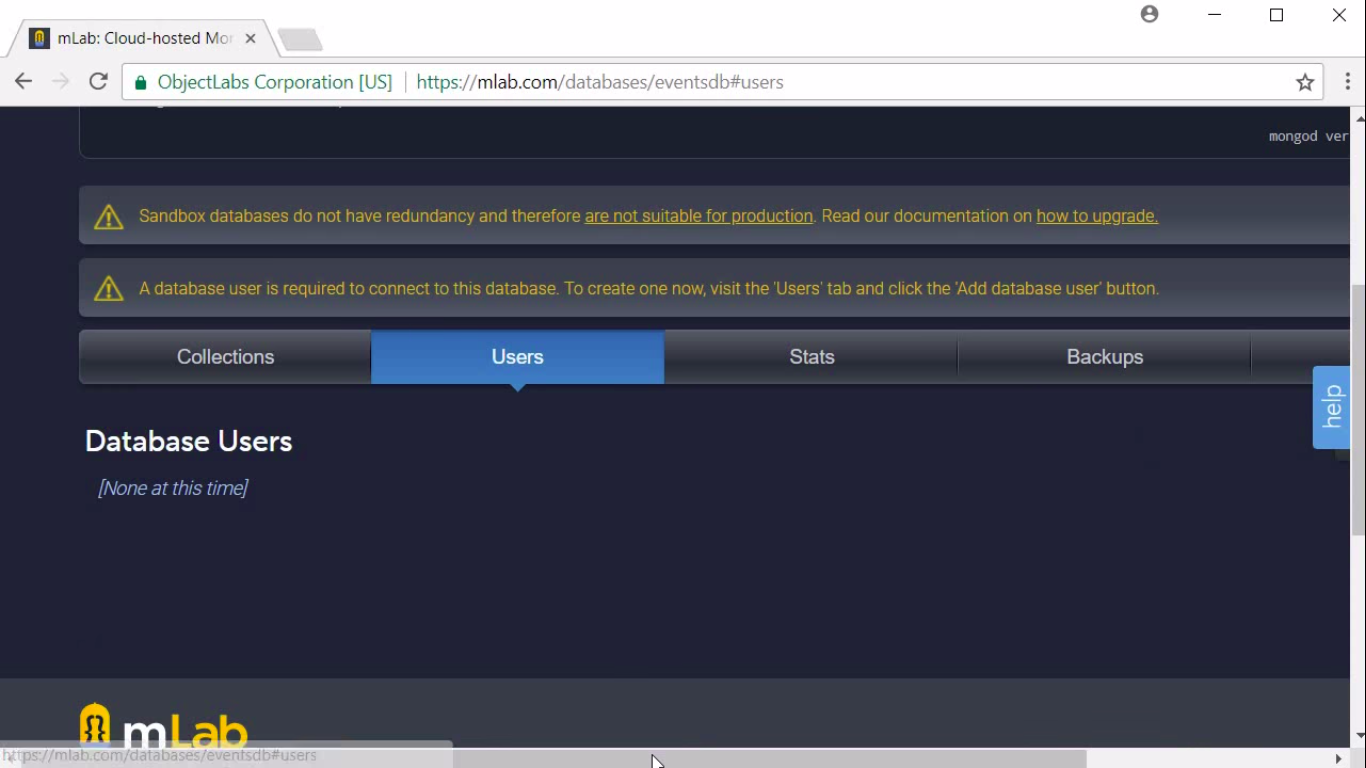 mLab: Cloud-hosted Mo
ObjectLabs Corporation [US] https://mlab.com/databases/eventsdb#users
mongod ver
Sandbox databases do not have redundancy and therefore are not suitable for production. Read our documentation on how to upgrade.
A database user is required to connect to this database. To create one now, visit the 'Users' tab and click the 'Add database user' button.
Collections Users Stats Backups
help
Database Users
[None at this time]
mLab
https://mlab.com/databases/eventsdb#users